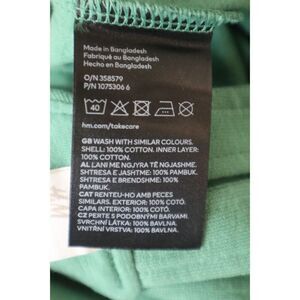 Made in Bangladesh
Fabriqué au Bangladesh
Hecho en Bangladesh
O/N 358579
P/N 1075306 6
40
hm.com/takecare
GB WASH WITH SIMILAR COLOURS.
SHELL: 100% COTTON. INNER LAYER:
100% COTTON.
AL LANI ME NGJYRA TË NGJASHME.
SHTRESA E JASHTME: 100% PAMBUK.
SHTRESA E BRENDSHME: 100%
PAMBUK.
CAT RENTEU-HO AMB PECES
SIMILARS. COS: 100% COTÓ.
CAPA INTERIOR: 100% COTÓ.
CZ PERTE S PODOBNÝMI BARVAMI.
SVRCHNÍ LÁTKA: 100% BAVLNA.
VNITŘNÍ VRSTVA: 100% BAVLNA.